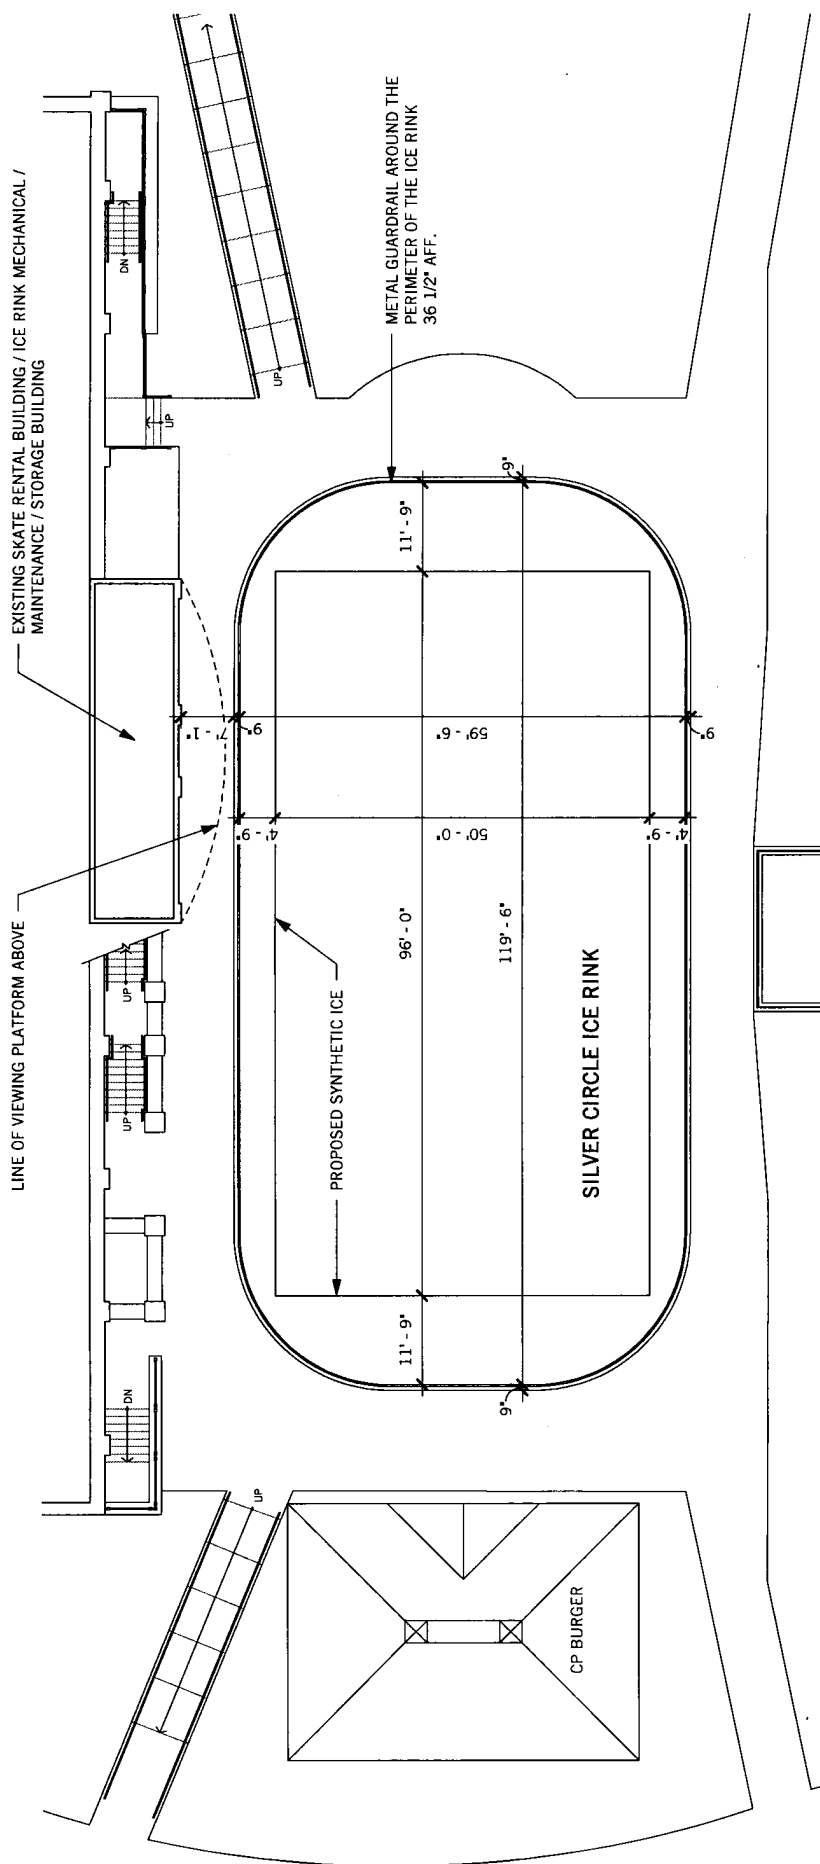 EXISTING SKATE RENTAL BUILDING / ICE RINK MECHANICAL /
MAINTENANCE / STORAGE BUILDING
LINE OF VIEWING PLATFORM ABOVE
METAL GUARDRAIL AROUND THE
PERIMETER OF THE ICE RINK
36 1/2" AFF.
PROPOSED SYNTHETIC ICE
SILVER CIRCLE ICE RINK
CP BURGER
DN
UP
UP
UP
DN
UP
UP
7' - 1"
9"
59' - 6"
9"
4' - 9"
50' - 0"
4' - 9"
11' - 9"
96' - 0"
11' - 9"
9"
119' - 6"
9"